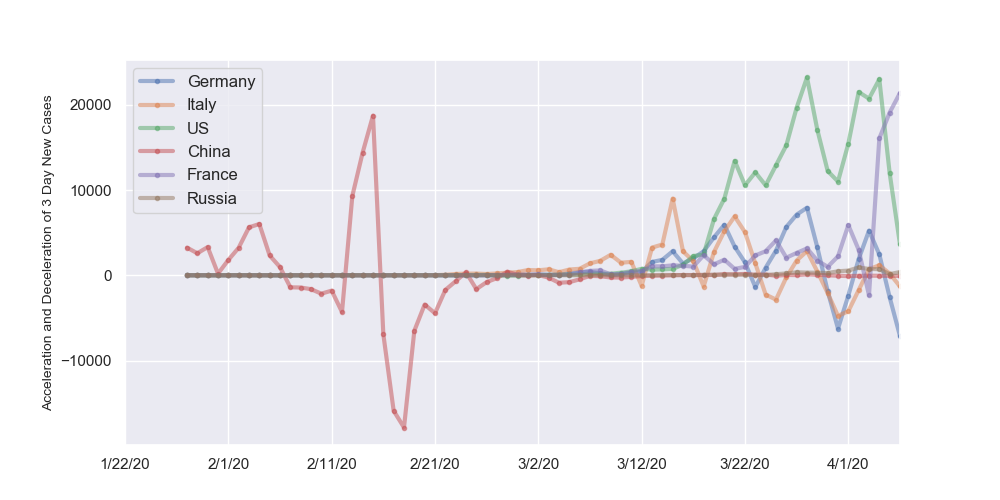 Acceleration and Deceleration of 3 Day New Cases
20000
10000
0
−10000
Germany
Italy
US
China
France
Russia
1/22/20 2/1/20 2/11/20 2/21/20 3/2/20 3/12/20 3/22/20 4/1/20